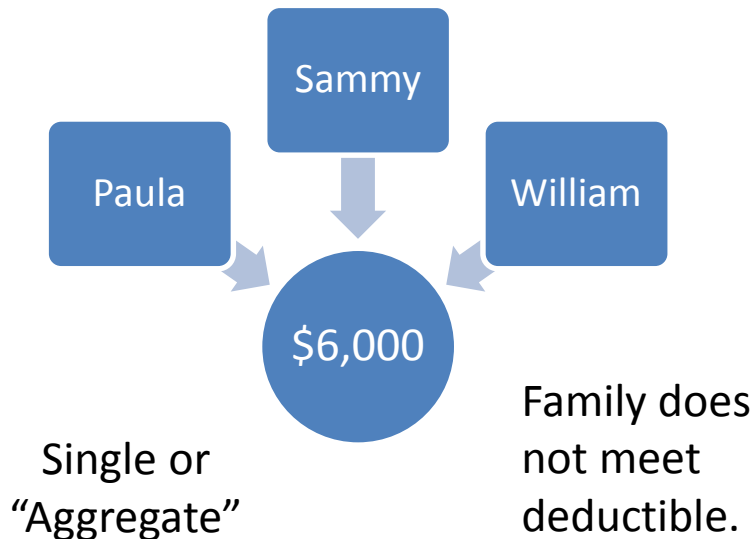 Sammy
Paula
William
$6,000
Single or
“Aggregate”
Family does
not meet
deductible.